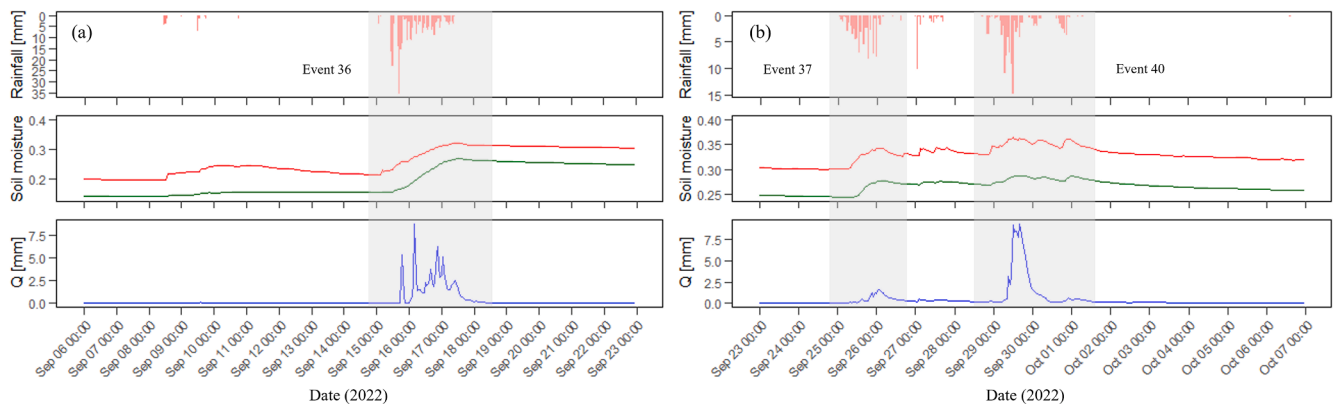 (a)
Rainfall [mm]
0
5
10
15
20
25
30
35
Event 36
Soil moisture
0.4
0.3
0.2
Q [mm]
7.5
5.0
2.5
0.0
Sep 06 00:00
Sep 07 00:00
Sep 08 00:00
Sep 09 00:00
Sep 10 00:00
Sep 11 00:00
Sep 12 00:00
Sep 13 00:00
Sep 14 00:00
Sep 15 00:00
Sep 16 00:00
Sep 17 00:00
Sep 18 00:00
Sep 19 00:00
Sep 20 00:00
Sep 21 00:00
Sep 22 00:00
Sep 23 00:00
Date (2022)
(b)
Rainfall [mm]
0
5
10
15
Event 37
Event 40
Soil moisture
0.40
0.35
0.30
0.25
Q [mm]
7.5
5.0
2.5
0.0
Sep 23 00:00
Sep 24 00:00
Sep 25 00:00
Sep 26 00:00
Sep 27 00:00
Sep 28 00:00
Sep 29 00:00
Sep 30 00:00
Oct 01 00:00
Oct 02 00:00
Oct 03 00:00
Oct 04 00:00
Oct 05 00:00
Oct 06 00:00
Oct 07 00:00
Date (2022)